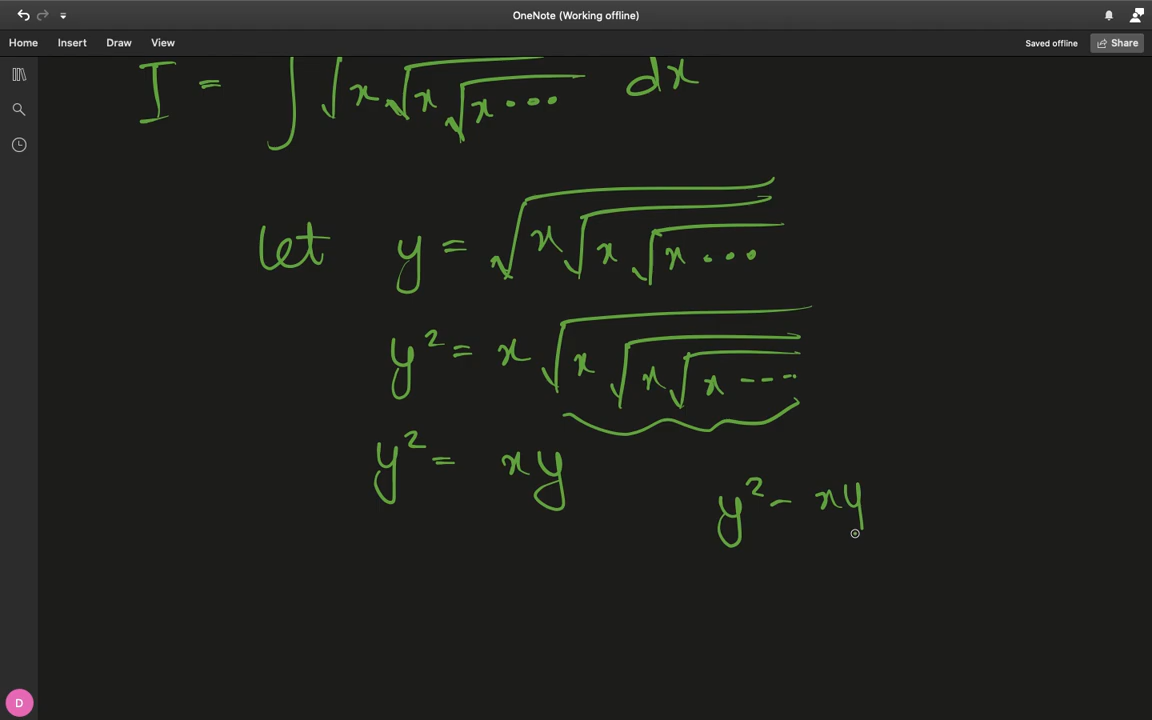 OneNote (Working offline)
Home Insert Draw View
Saved offline Share
I = ∫ √x√x√x... dx
let y = √x√x√x...
y² = x√x√x√x ----
y² = xy
y² - xy
D